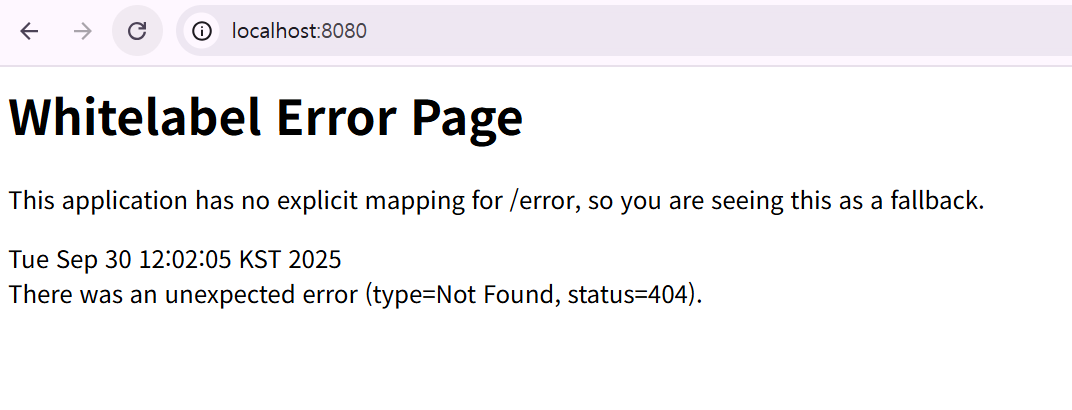 localhost:8080
Whitelabel Error Page
This application has no explicit mapping for /error, so you are seeing this as a fallback.
Tue Sep 30 12:02:05 KST 2025
There was an unexpected error (type=Not Found, status=404).